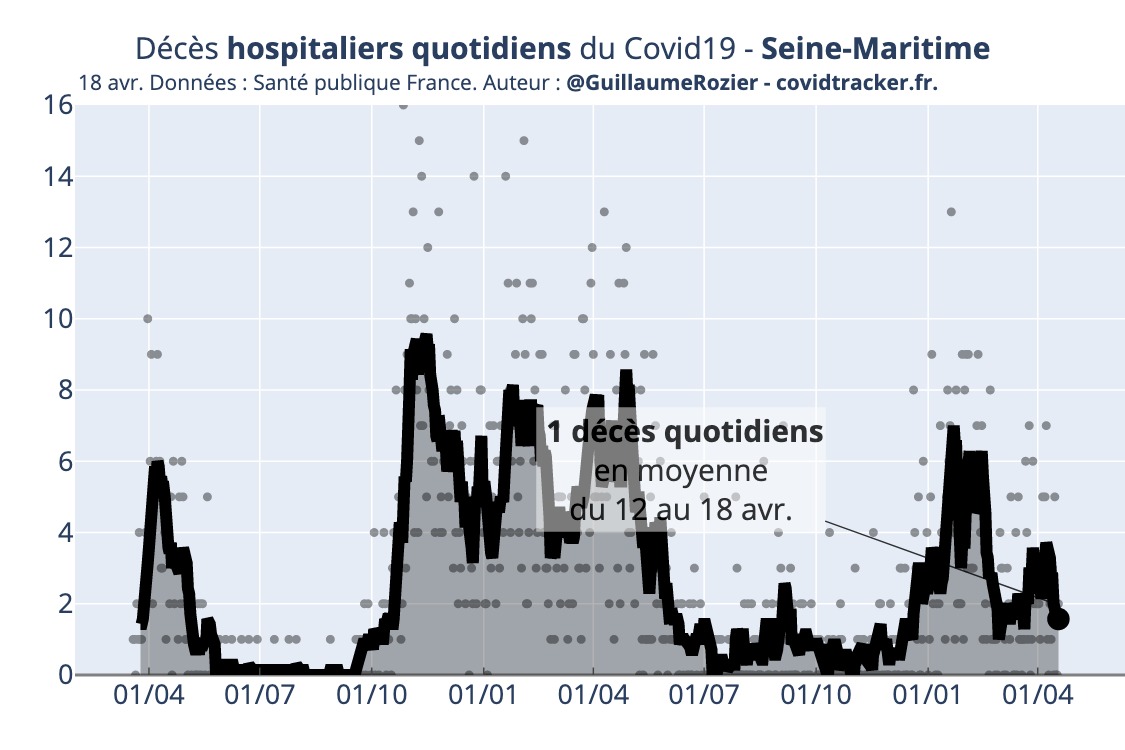 Décès hospitaliers quotidiens du Covid19 - Seine-Maritime
18 avr. Données : Santé publique France. Auteur : @GuillaumeRozier - covidtracker.fr.
16
14
12
10
8
6
4
2
0
1 décès quotidiens
en moyenne
du 12 au 18 avr.
01/04 01/07 01/10 01/01 01/04 01/07 01/10 01/01 01/04